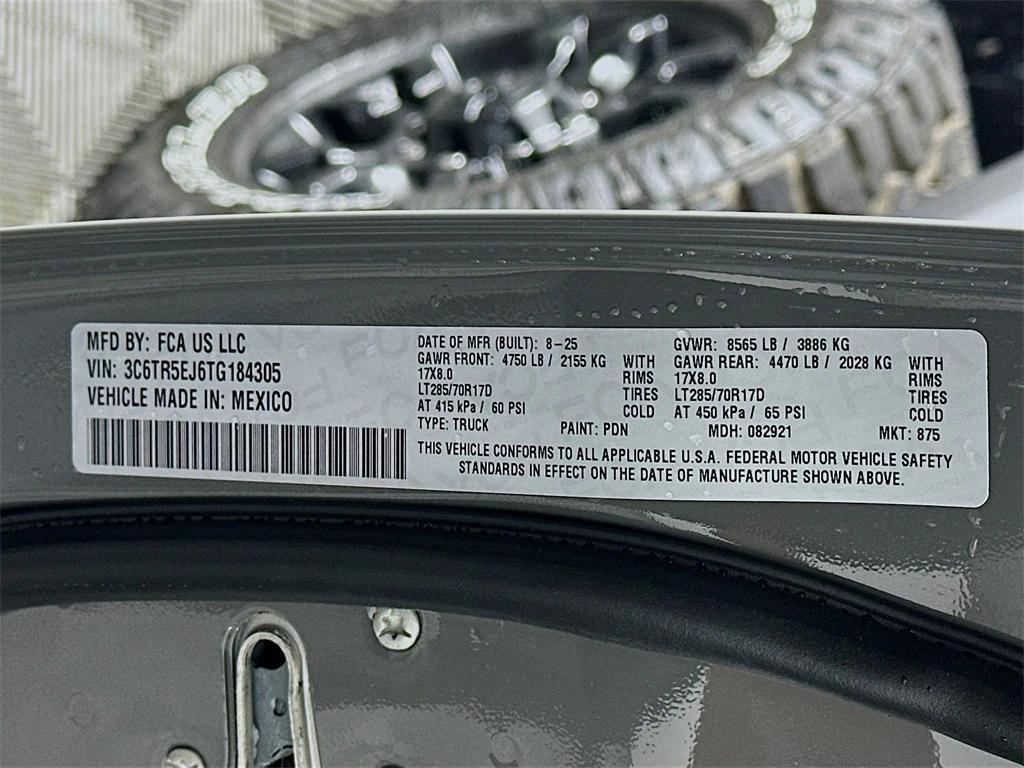 MFD BY: FCA US LLC
VIN: 3C6TR5EJ6TG184305
VEHICLE MADE IN: MEXICO
DATE OF MFR (BUILT): 8-25
GAWR FRONT: 4750 LB / 2155 KG WITH
17X8.0 RIMS
LT285/70R17D TIRES
AT 415 kPa / 60 PSI COLD
GVWR: 8565 LB / 3886 KG
GAWR REAR: 4470 LB / 2028 KG WITH
17X8.0 RIMS
LT285/70R17D TIRES
AT 450 kPa / 65 PSI COLD
TYPE: TRUCK PAINT: PDN MDH: 082921 MKT: 875
THIS VEHICLE CONFORMS TO ALL APPLICABLE U.S.A. FEDERAL MOTOR VEHICLE SAFETY
STANDARDS IN EFFECT ON THE DATE OF MANUFACTURE SHOWN ABOVE.